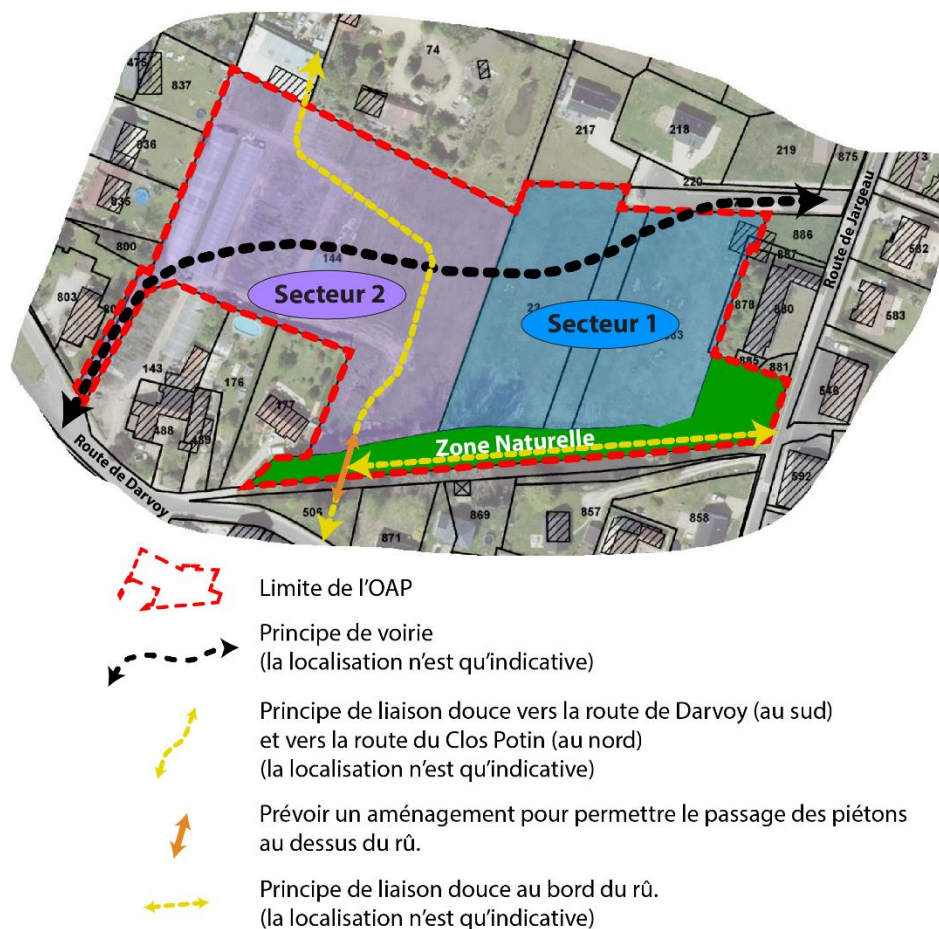 74
475
837
836
217
218
219
875
3
220
835
886
887
582
Route de Jargeau
800
144
803
Secteur 2
22
Secteur 1
878
880
583
143
176
885
881
177
546
488
489
Zone Naturelle
Route de Darvoy
592
506
871
869
857
858
Limite de l'OAP
Principe de voirie
(la localisation n'est qu'indicative)
Principe de liaison douce vers la route de Darvoy (au sud)
et vers la route du Clos Potin (au nord)
(la localisation n'est qu'indicative)
Prévoir un aménagement pour permettre le passage des piétons
au dessus du rû.
Principe de liaison douce au bord du rû.
(la localisation n'est qu'indicative)